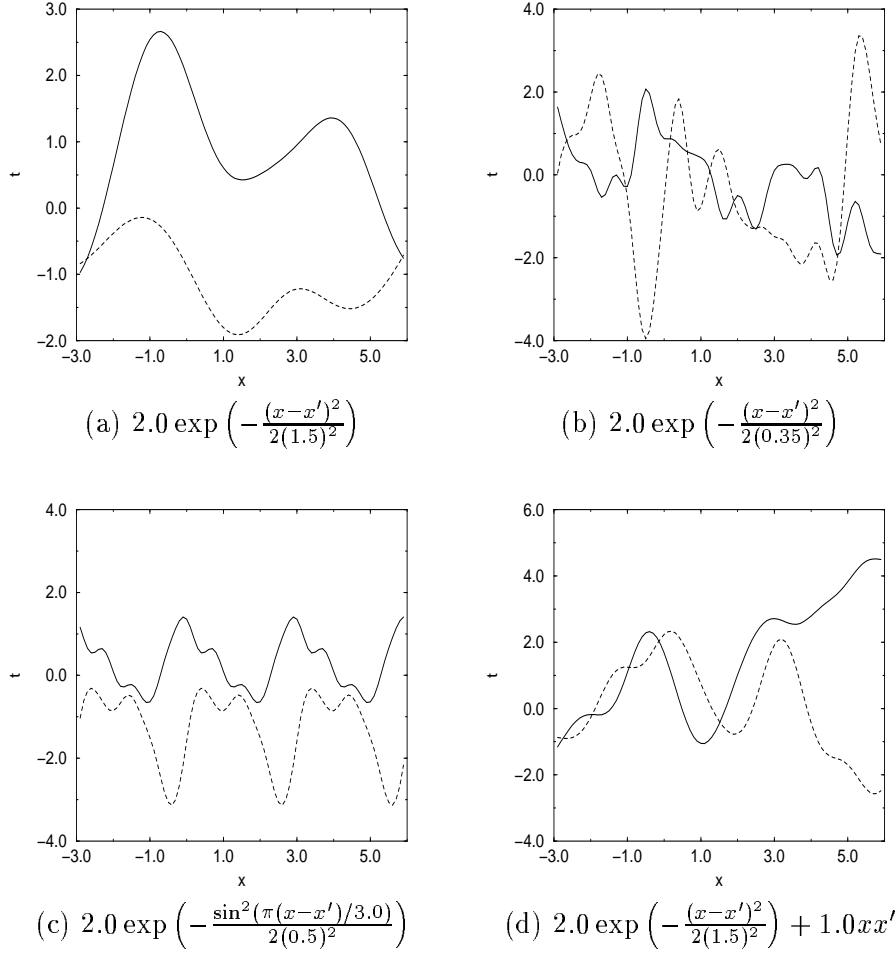 3.0
2.0
1.0
0.0
−1.0
−2.0
t
−3.0 −1.0 1.0 3.0 5.0
x
(a) 2.0 exp (−(x−x′)²/2(1.5)²)
4.0
2.0
0.0
−2.0
−4.0
t
−3.0 −1.0 1.0 3.0 5.0
x
(b) 2.0 exp (−(x−x′)²/2(0.35)²)
4.0
2.0
0.0
−2.0
−4.0
t
−3.0 −1.0 1.0 3.0 5.0
x
(c) 2.0 exp (−sin²(π(x−x′)/3.0)/2(0.5)²)
6.0
4.0
2.0
0.0
−2.0
−4.0
t
−3.0 −1.0 1.0 3.0 5.0
x
(d) 2.0 exp (−(x−x′)²/2(1.5)²) + 1.0xx′